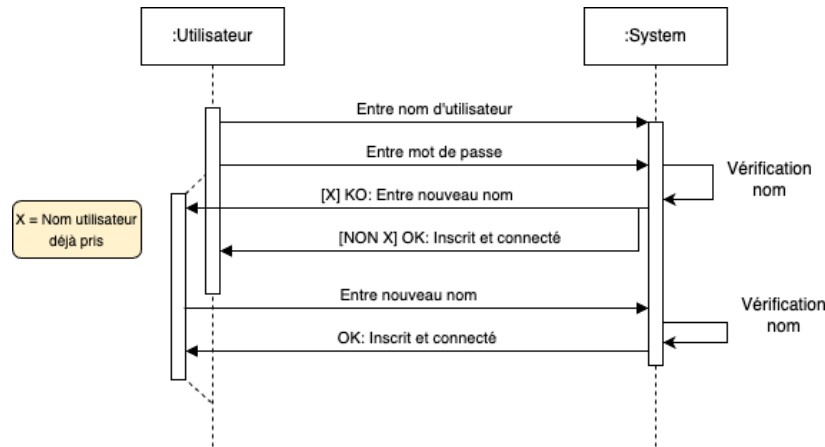 :Utilisateur
:System
Entre nom d'utilisateur
Entre mot de passe
Vérification
nom
[X] KO: Entre nouveau nom
X = Nom utilisateur
déjà pris
[NON X] OK: Inscrit et connecté
Entre nouveau nom
Vérification
nom
OK: Inscrit et connecté